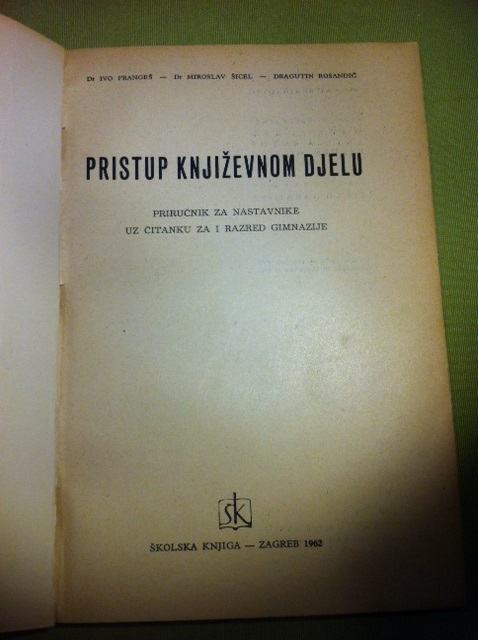 Dr IVO FRANGEŠ — Dr MIROSLAV ŠICEL — DRAGUTIN ROSANDIĆ
PRISTUP KNJIŽEVNOM DJELU
PRIRUČNIK ZA NASTAVNIKE
UZ ČITANKU ZA I RAZRED GIMNAZIJE
ŠK
ŠKOLSKA KNJIGA — ZAGREB 1962